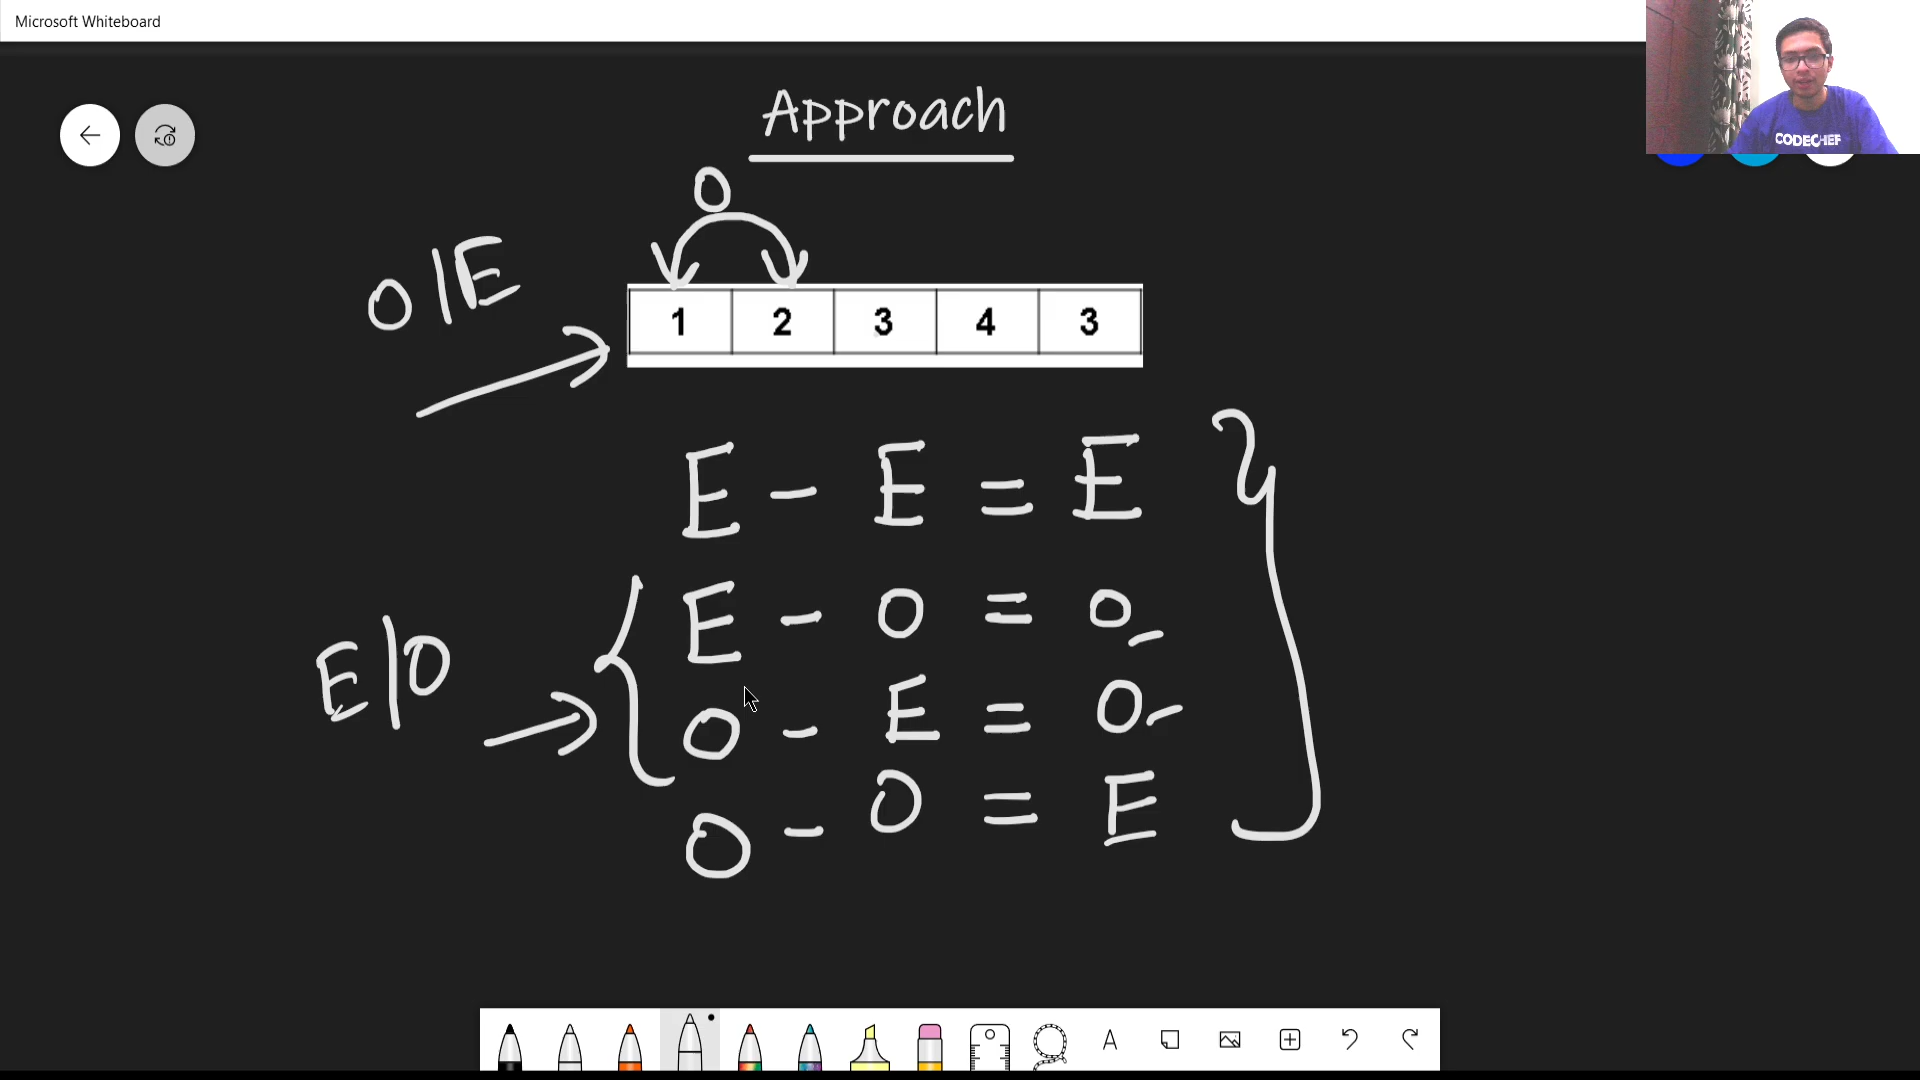 Microsoft Whiteboard
CODECHEF
Approach
O
O|E
1 2 3 4 3
E - E = E
E - O = O
E|O
O - E = O
O - O = E
A